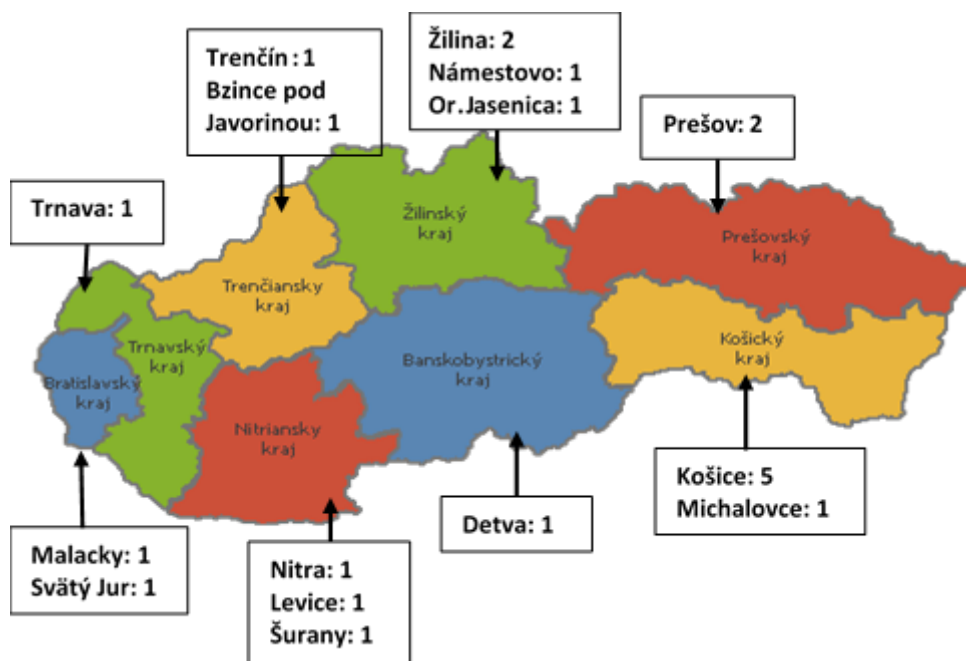 Trenčín : 1
Bzince pod
Javorinou: 1
Žilina: 2
Námestovo: 1
Or.Jasenica: 1
Prešov: 2
Trnava: 1
Žilinský
kraj
Prešovský
kraj
Trenčiansky
kraj
Trnavský
kraj
Bratislavský
kraj
Banskobystrický
kraj
Košický
kraj
Nitriansky
kraj
Košice: 5
Michalovce: 1
Detva: 1
Malacky: 1
Svätý Jur: 1
Nitra: 1
Levice: 1
Šurany: 1